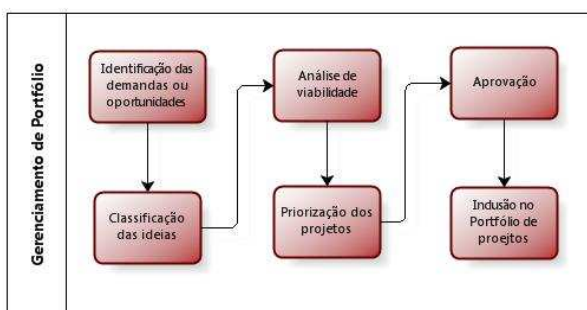 Gerenciamento de Portfólio
Identificação das
demandas ou
oportunidades
Classificação
das ideias
Análise de
viabilidade
Priorização dos
projetos
Aprovação
Indusão no
Portfólio de
proejtos